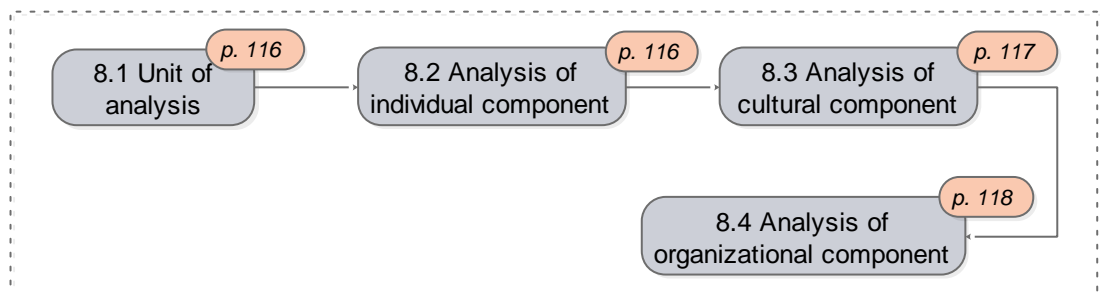 p. 116
8.1 Unit of
analysis
p. 116
8.2 Analysis of
individual component
p. 117
8.3 Analysis of
cultural component
p. 118
8.4 Analysis of
organizational component